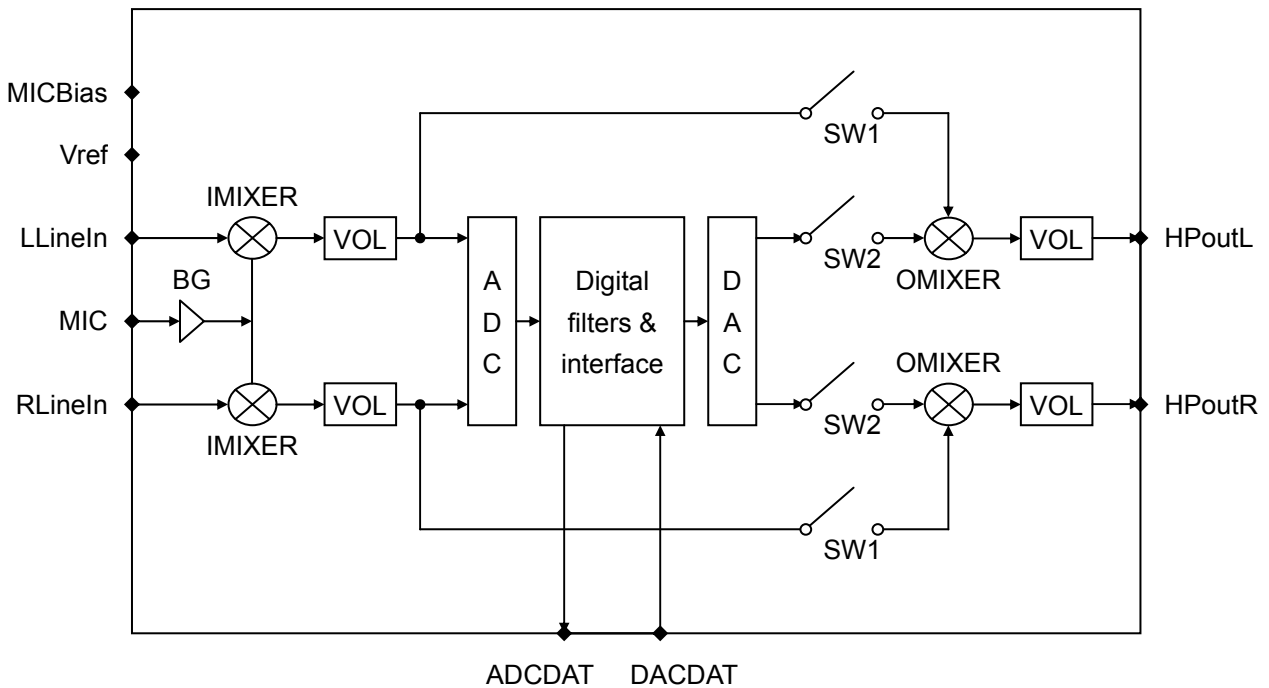 MICBias
SW1
Vref
IMIXER
LLineIn
VOL
SW2
OMIXER
VOL
HPoutL
BG
MIC
A
D
C
Digital
filters &
interface
D
A
C
OMIXER
RLineIn
IMIXER
VOL
SW2
VOL
HPoutR
SW1
ADCDAT
DACDAT